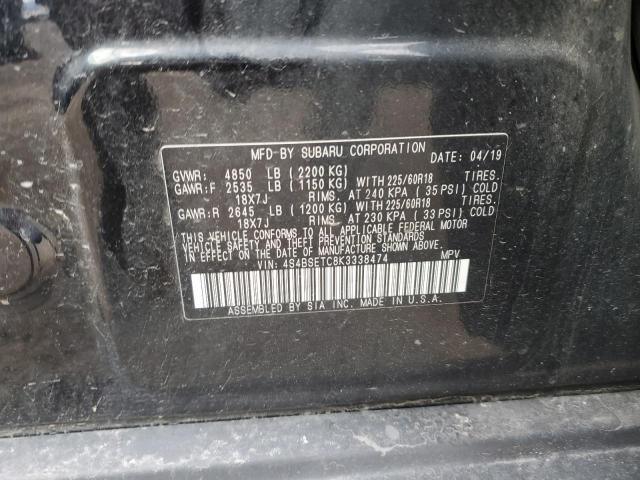 MFD-BY SUBARU CORPORATION DATE: 04/19
GVWR: 4850 LB (2200 KG)
GAWR:F 2535 LB (1150 KG) WITH 225/60R18 TIRES.
18X7J RIMS. AT 240 KPA (35 PSI) COLD
GAWR:R 2645 LB (1200 KG) WITH 225/60R18 TIRES.
18X7J RIMS. AT 230 KPA (33 PSI) COLD
THIS VEHICLE CONFORMS TO ALL APPLICABLE FEDERAL MOTOR
VEHICLE SAFETY, THEFT PREVENTION STANDARDS
IN EFFECT ON THE DATE OF MANUFACTURE SHOWN ABOVE.
VIN: 4S4BSETC8K3338474 MPV
ASSEMBLED BY SIA INC. MADE IN U.S.A.